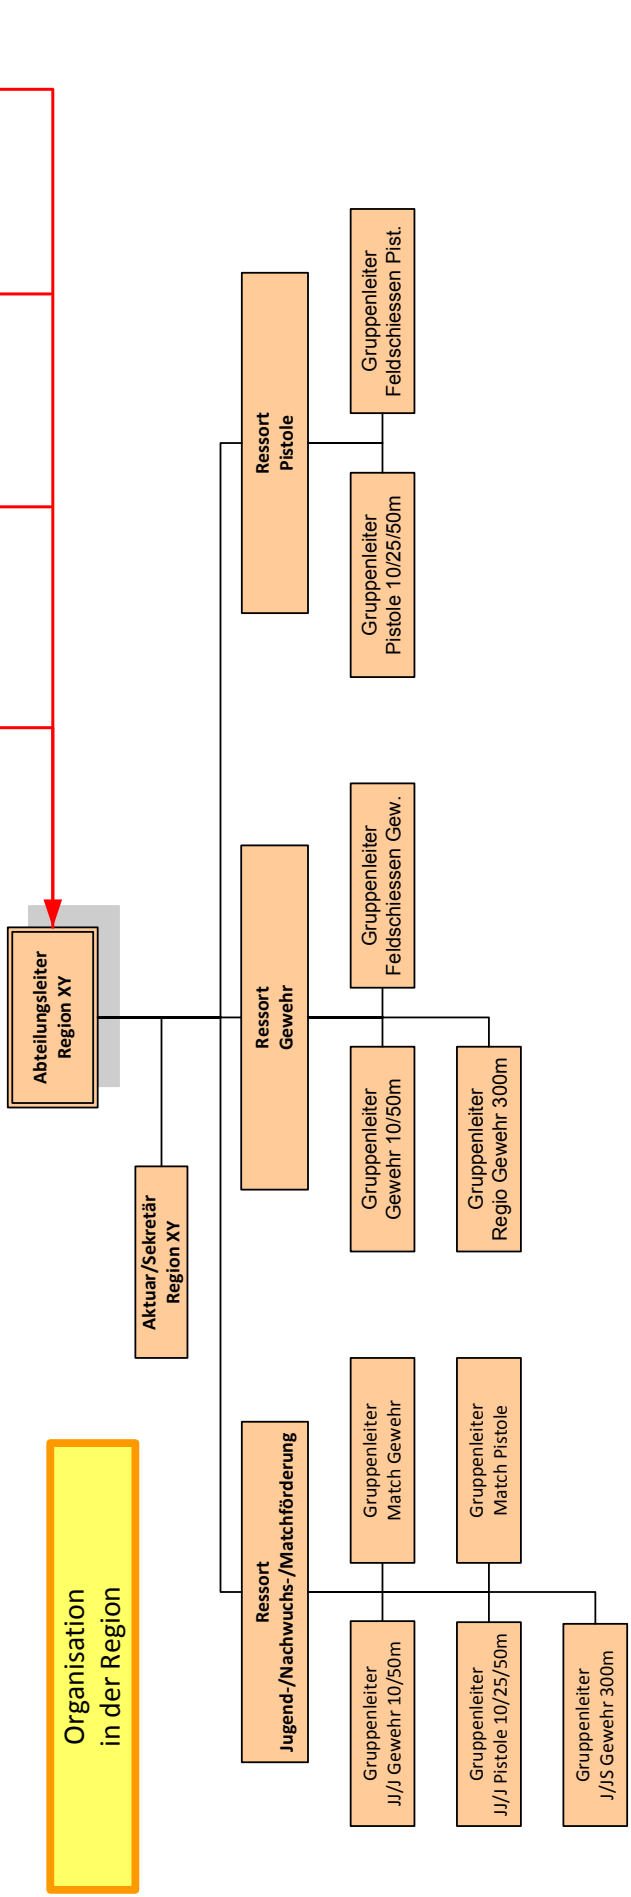 Organisation
in der Region
Abteilungsleiter
Region XY
Aktuar/Sekretär
Region XY
Ressort
Jugend-/Nachwuchs-/Matchförderung
Gruppenleiter
JJ/J Gewehr 10/50m
Gruppenleiter
Match Gewehr
Gruppenleiter
JJ/J Pistole 10/25/50m
Gruppenleiter
Match Pistole
Gruppenleiter
J/JS Gewehr 300m
Ressort
Gewehr
Gruppenleiter
Gewehr 10/50m
Gruppenleiter
Feldschiessen Gew.
Gruppenleiter
Regio Gewehr 300m
Ressort
Pistole
Gruppenleiter
Pistole 10/25/50m
Gruppenleiter
Feldschiessen Pist.